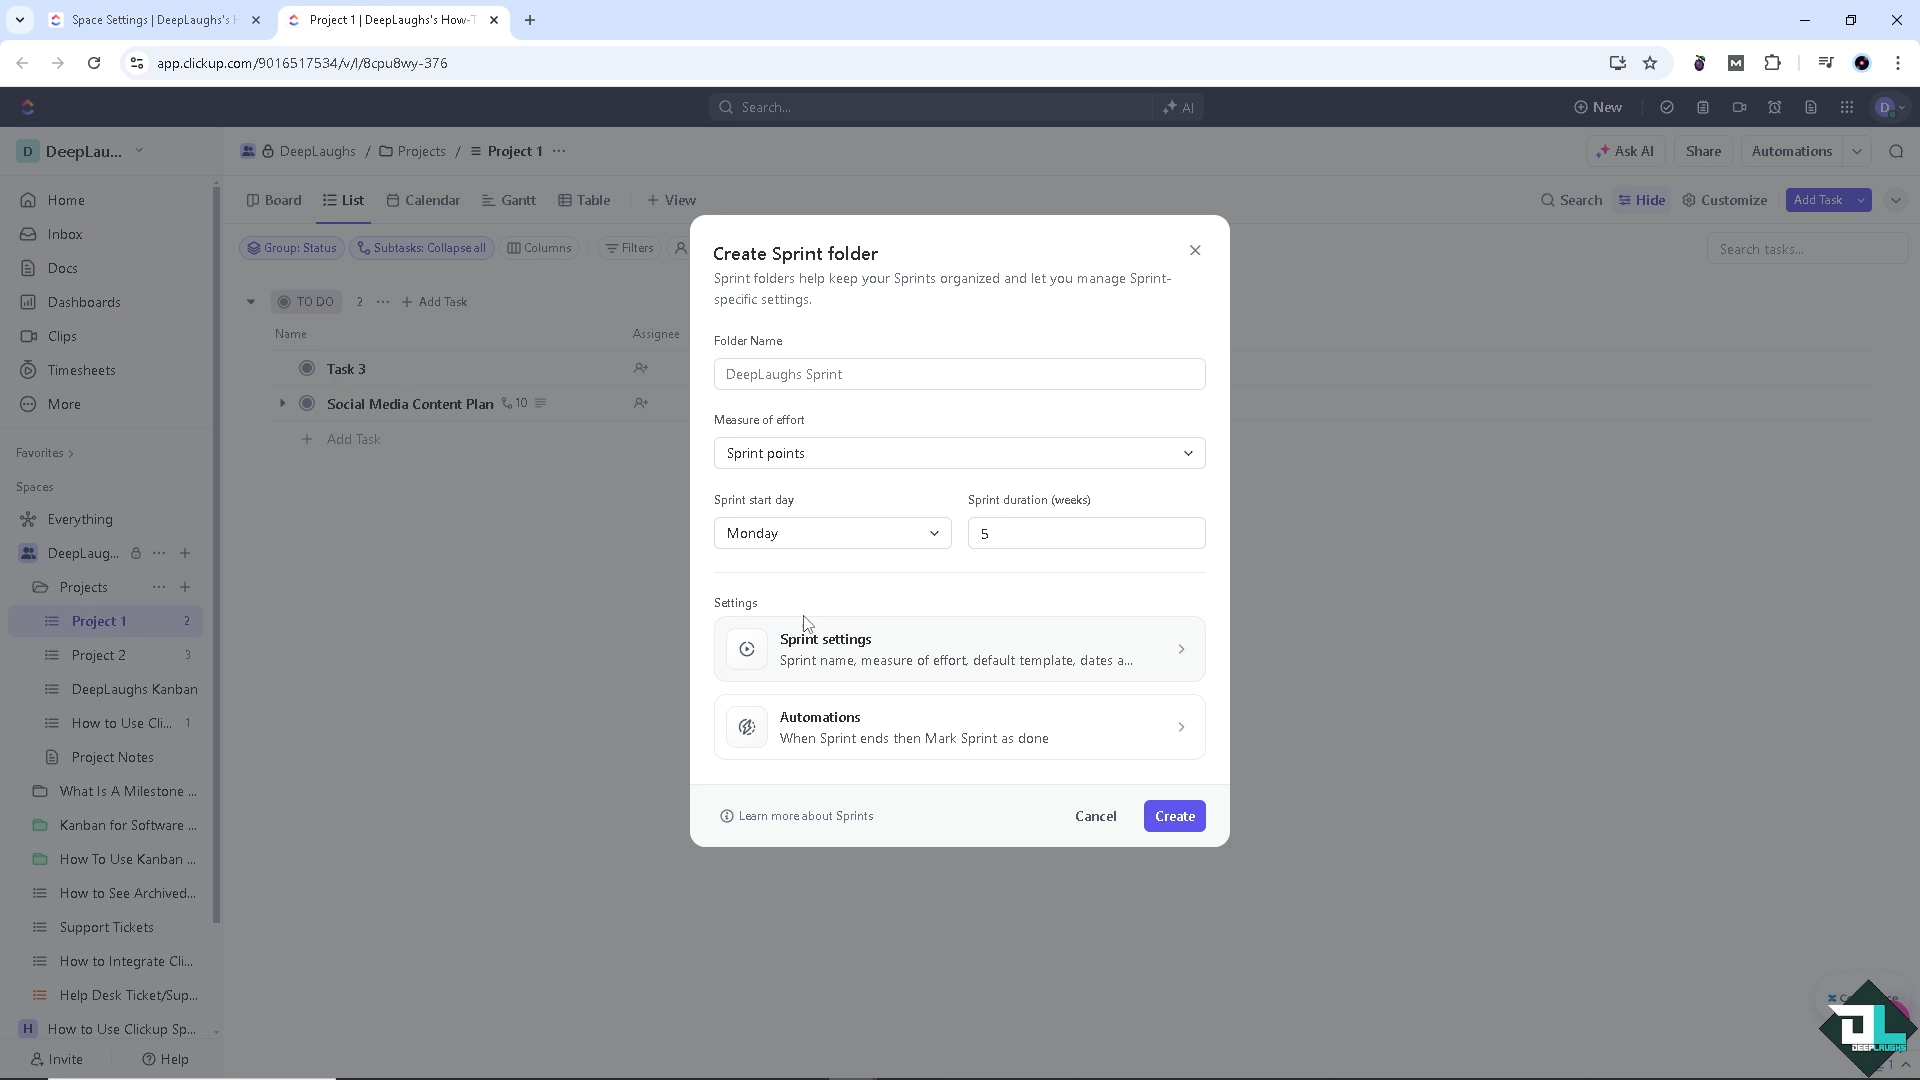 Space Settings | DeepLaughs's H
Project 1 | DeepLaughs's How-T
app.clickup.com/9016517534/v/l/8cpu8wy-376
Search...
AI
New
D
D DeepLau...
DeepLaughs / Projects / Project 1 ...
Ask AI
Share
Automations
Home
Inbox
Docs
Dashboards
Clips
Timesheets
More
Favorites
Spaces
Everything
DeepLaug...
Projects
Project 1 2
Project 2 3
DeepLaughs Kanban
How to Use Cli... 1
Project Notes
What Is A Milestone ...
Kanban for Software ...
How To Use Kanban ...
How to See Archived...
Support Tickets
How to Integrate Cli...
Help Desk Ticket/Sup...
H How to Use Clickup Sp...
Invite
Help
Board
List
Calendar
Gantt
Table
+ View
Search
Hide
Customize
Add Task
Group: Status
Subtasks: Collapse all
Columns
Filters
Search tasks...
TO DO 2 ... + Add Task
Name
Assignee
Task 3
Social Media Content Plan 10
+ Add Task
Create Sprint folder
Sprint folders help keep your Sprints organized and let you manage Sprint-
specific settings.
Folder Name
DeepLaughs Sprint
Measure of effort
Sprint points
Sprint start day
Sprint duration (weeks)
Monday
5
Settings
Sprint settings
Sprint name, measure of effort, default template, dates a...
Automations
When Sprint ends then Mark Sprint as done
Learn more about Sprints
Cancel
Create
DEEPLAUGHS